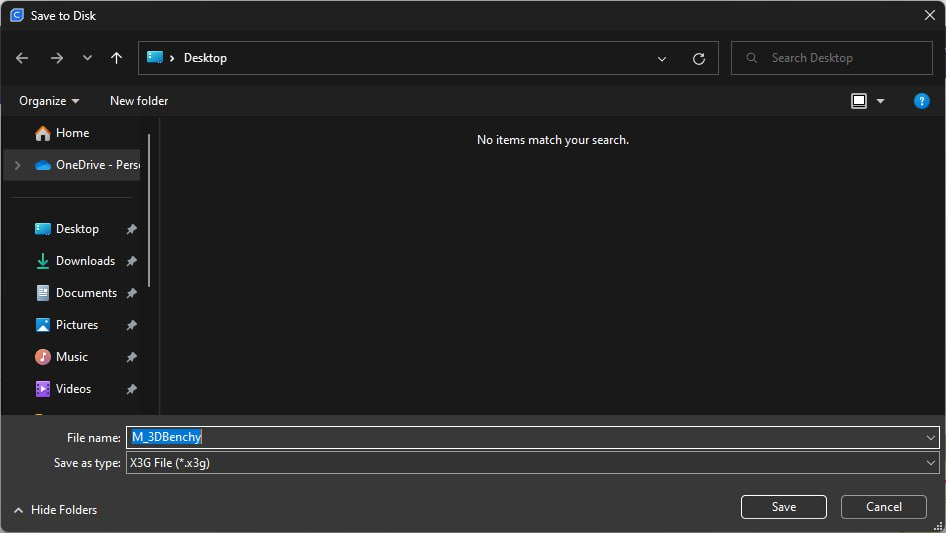 Save to Disk
Desktop
Search Desktop
Organize
New folder
Home
No items match your search.
OneDrive - Pers
Desktop
Downloads
Documents
Pictures
Music
Videos
File name: M_3DBenchy
Save as type: X3G File (*.x3g)
Hide Folders
Save
Cancel